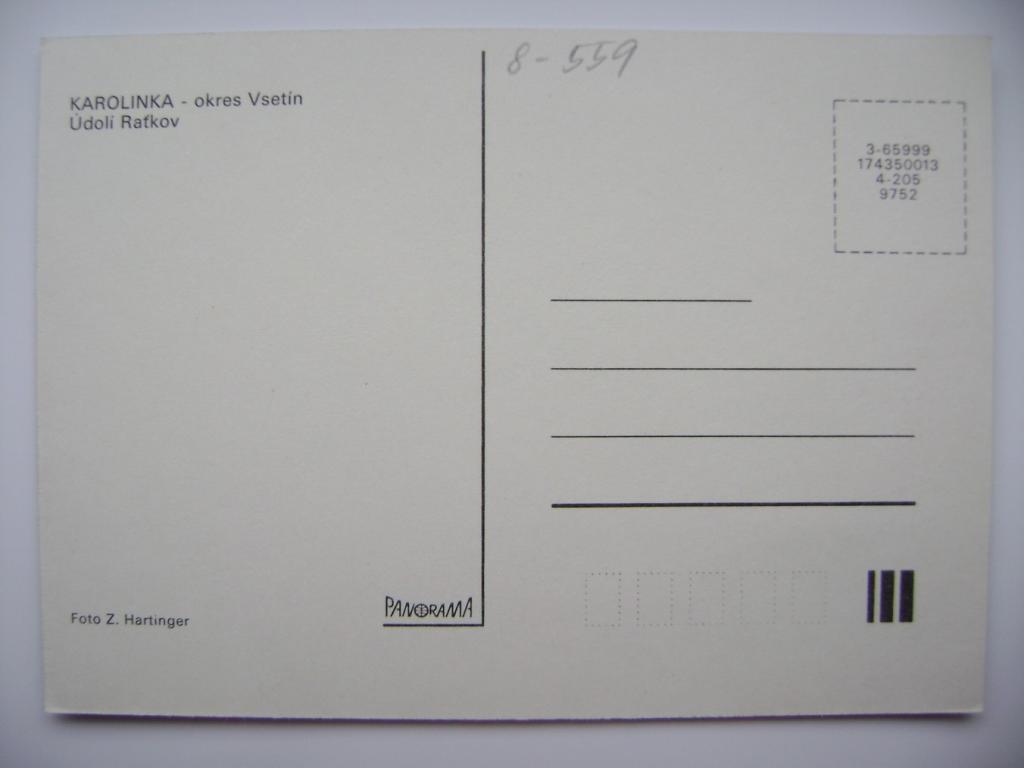 KAROLINKA - okres Vsetín
Údolí Raťkov
8-559
3-65999
174350013
4-205
9752
Foto Z. Hartinger
PANORAMA